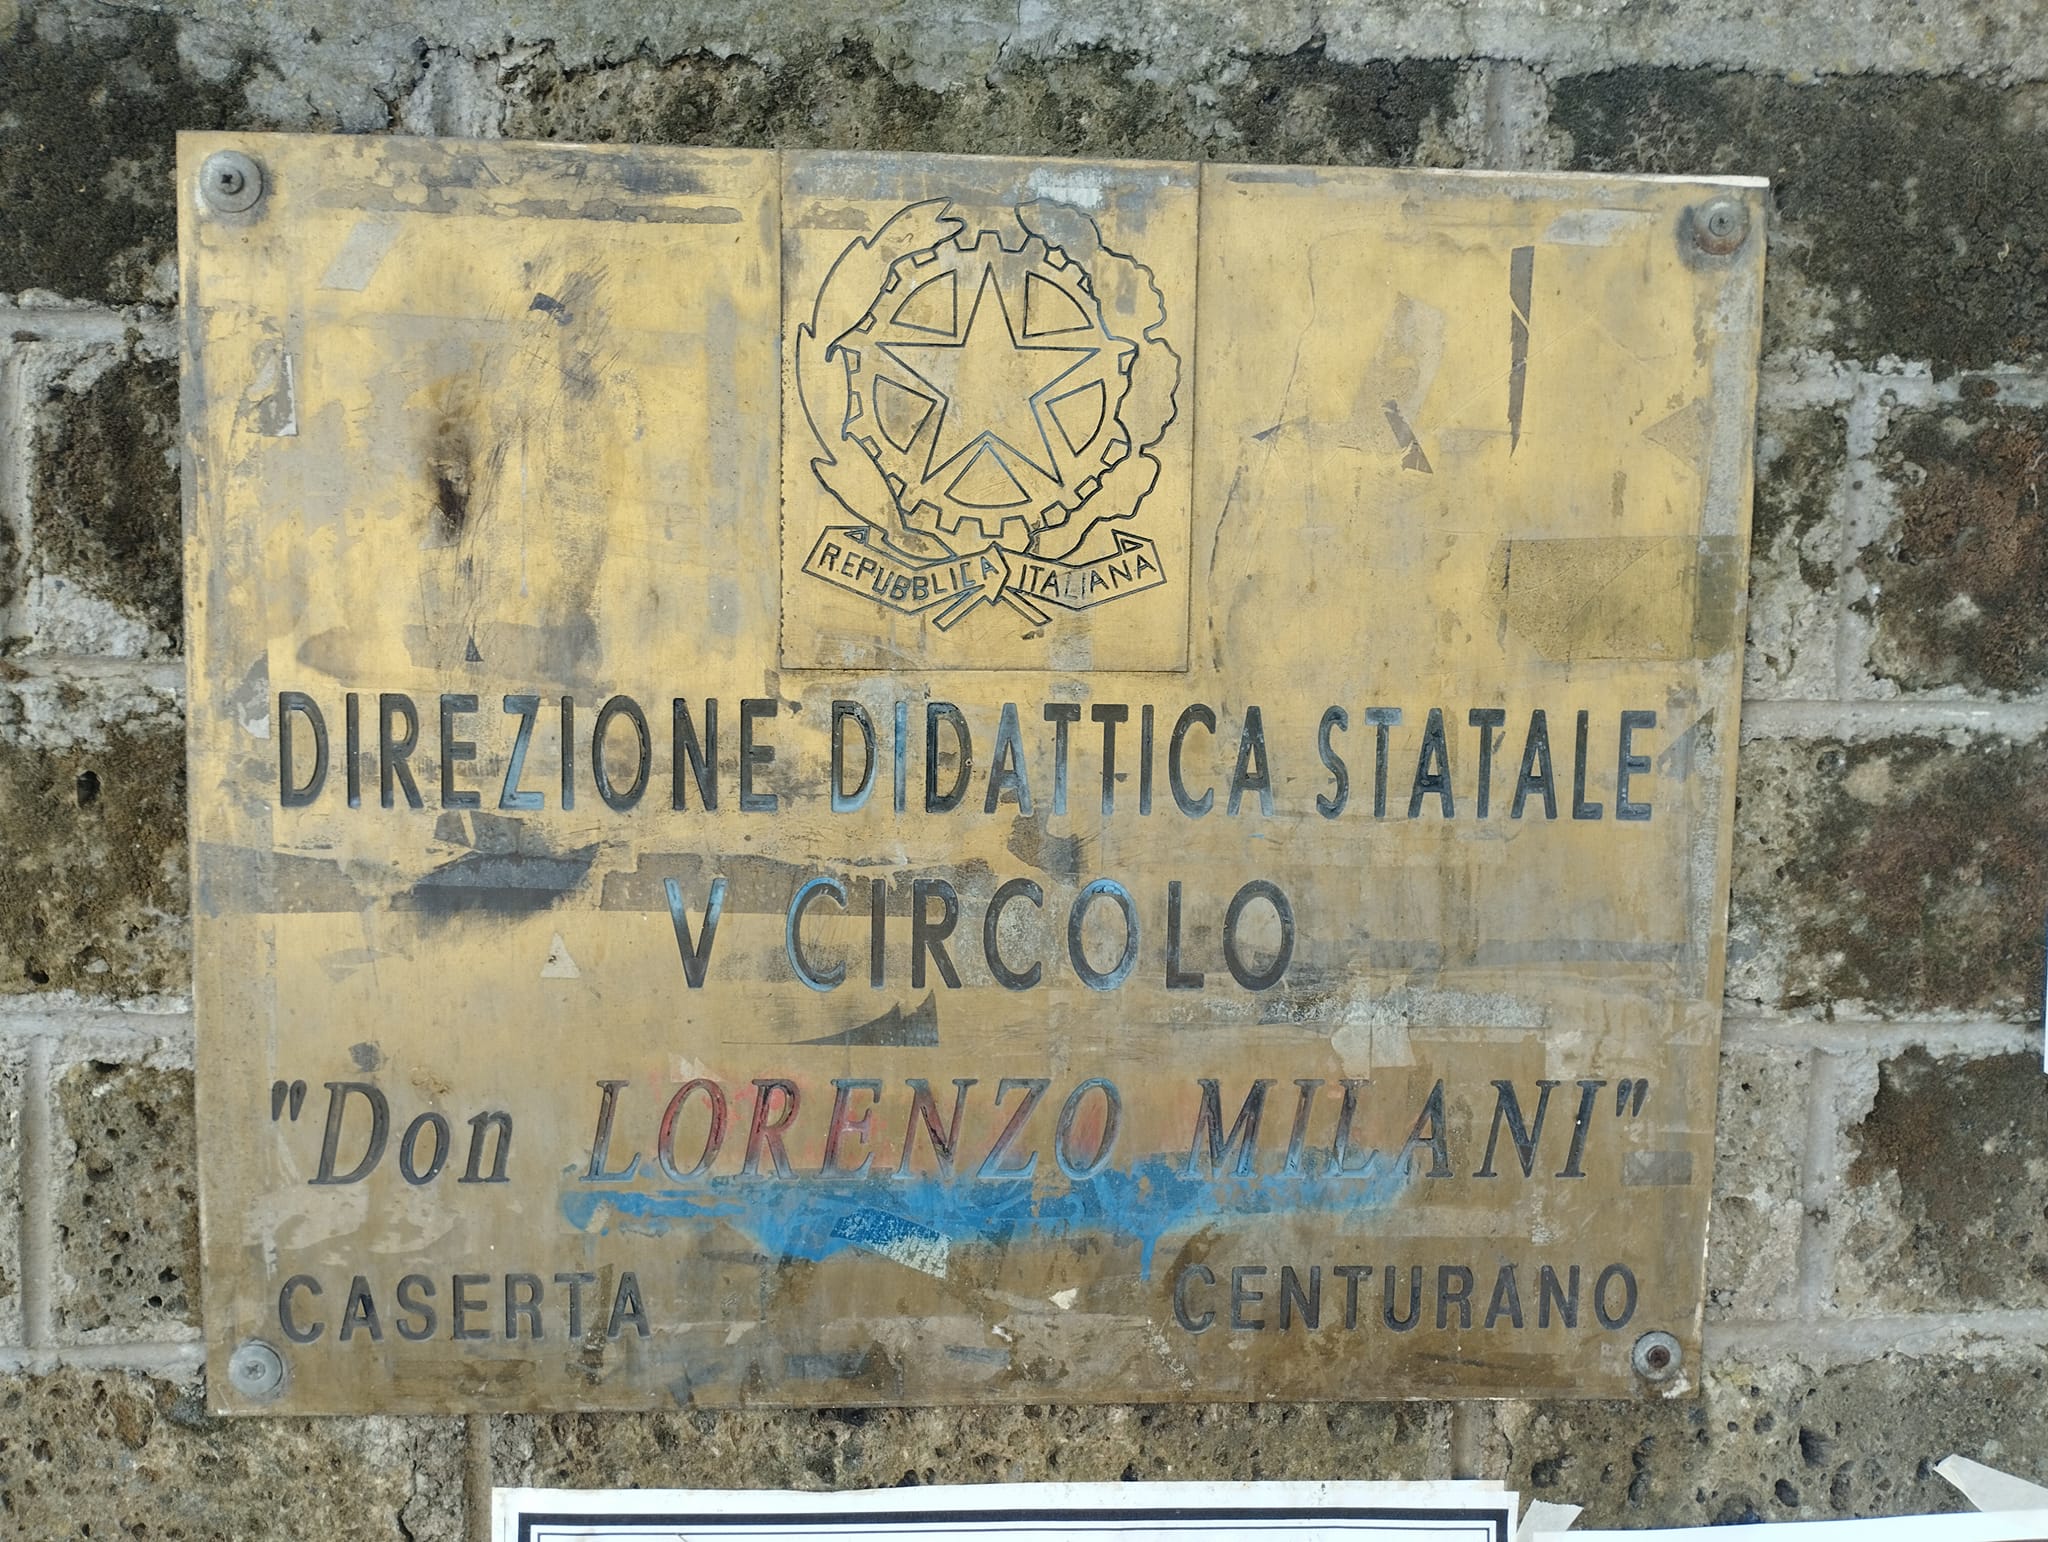 REPUBBLICA ITALIANA
DIREZIONE DIDATTICA STATALE
V CIRCOLO
"Don LORENZO MILANI"
CASERTA CENTURANO